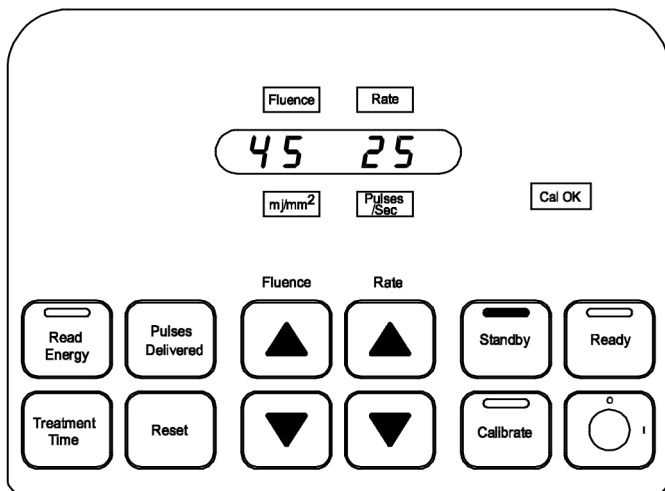 Fluence Rate
45 25
mj/mm² Pulses
/Sec
Cal OK
Fluence Rate
Read
Energy
Pulses
Delivered
Standby
Ready
Treatment
Time
Reset
Calibrate
O
I